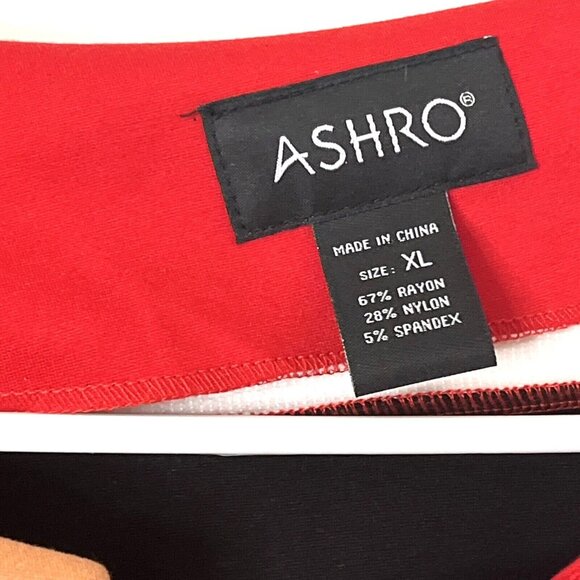 ASHRO®
MADE IN CHINA
SIZE: XL
67% RAYON
28% NYLON
5% SPANDEX